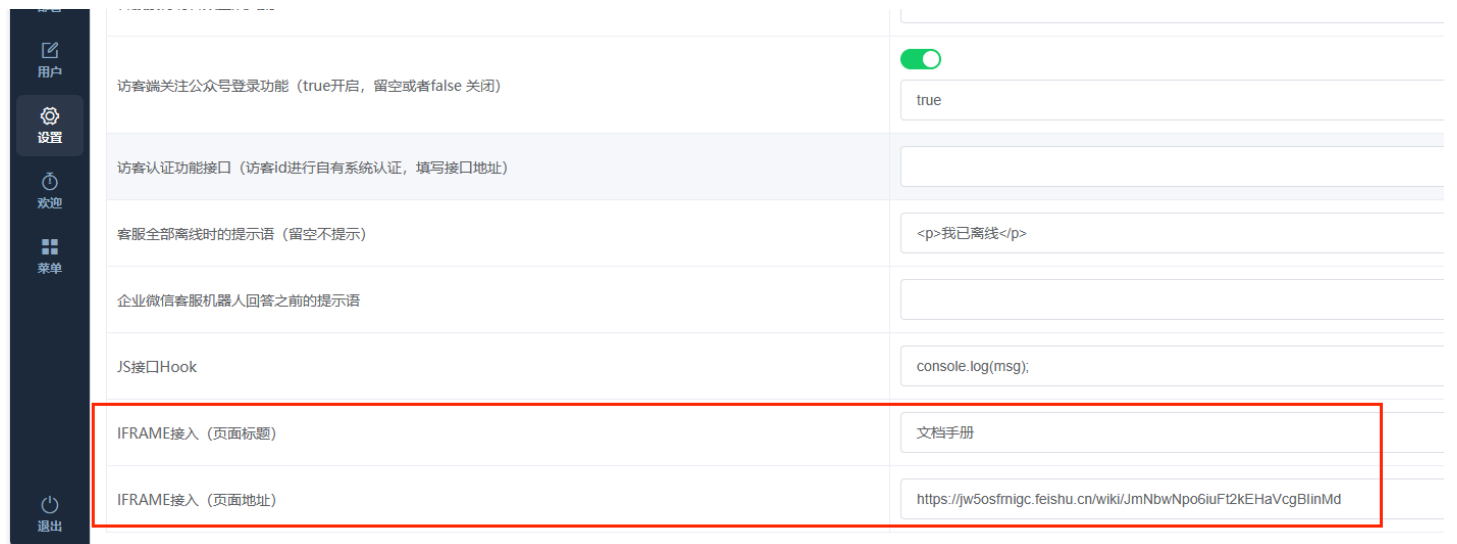 用户
设置
欢迎
菜单
退出
访客端关注公众号登录功能（true开启，留空或者false 关闭）
true
访客认证功能接口（访客id进行自有系统认证，填写接口地址）
客服全部离线时的提示语（留空不提示）
<p>我已离线</p>
企业微信客服机器人回答之前的提示语
JS接口Hook
console.log(msg);
IFRAME接入（页面标题）
文档手册
IFRAME接入（页面地址）
https://jw5osfrnigc.feishu.cn/wiki/JmNbwNpo6iuFt2kEHaVcgBIinMd